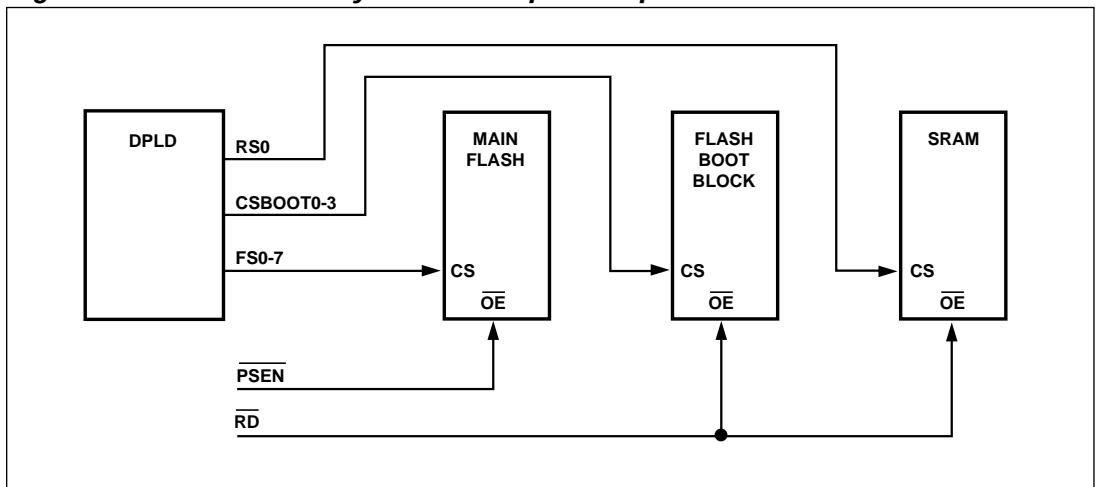 DPLD
RS0
CSBOOT0-3
FS0-7
MAIN
FLASH
CS
OE
FLASH
BOOT
BLOCK
CS
OE
SRAM
CS
OE
PSEN
RD